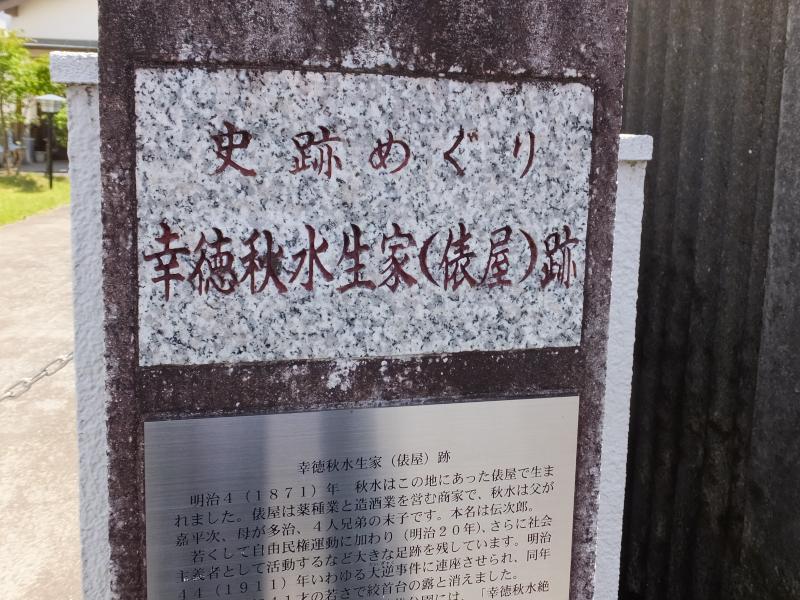 史跡めぐり
幸徳秋水生家(俵屋)跡
幸徳秋水生家（俵屋）跡
明治４（１８７１）年　秋水はこの地にあった俵屋で生ま
れました。俵屋は薬種業と造酒業を営む商家で、秋水は父が
嘉平次、母が多治、４人兄弟の末子です。本名は伝次郎。
若くして自由民権運動に加わり（明治２０年）、さらに社会
主義者として活動するなど大きな足跡を残しています。明治
４４（１９１１）年いわゆる大逆事件に連座させられ、同年
４１才の若さで絞首台の露と消えました。
公園には、「幸徳秋水絶